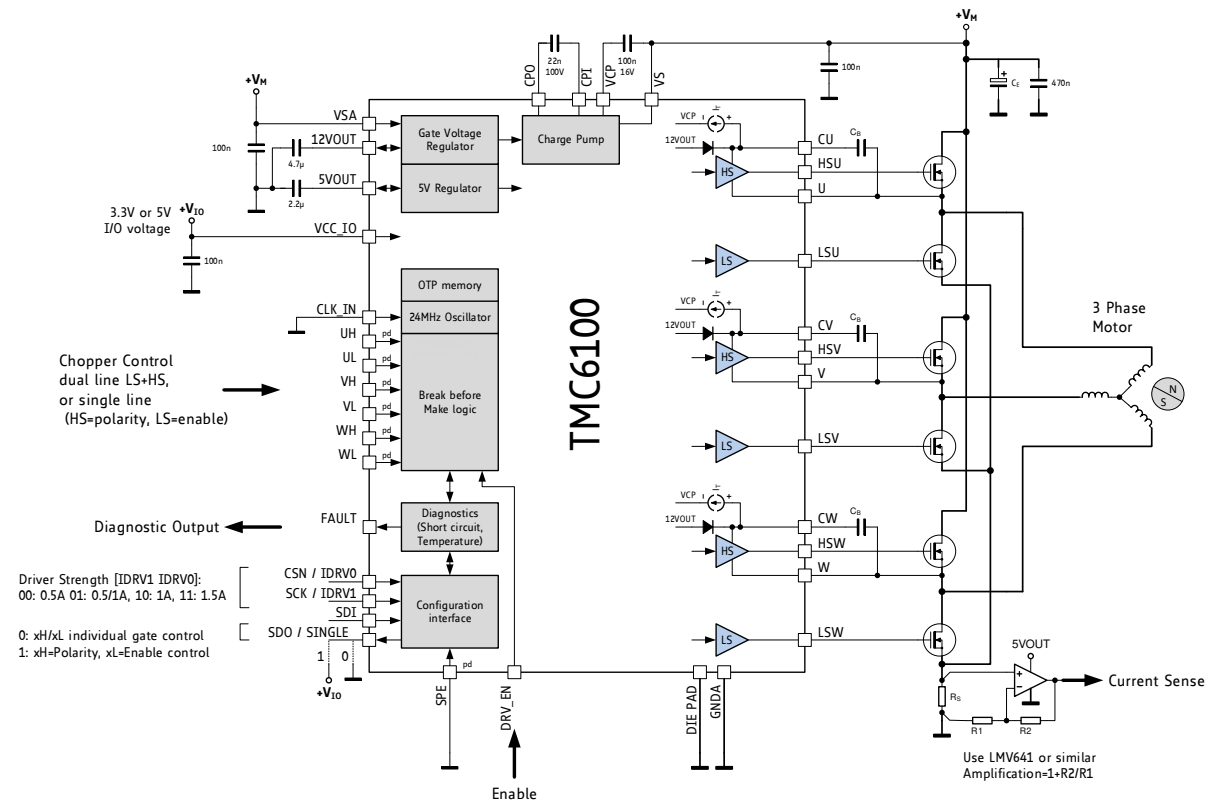 +VM
CPO
22n
100V
CPI
VCP
100n
16V
VS
100n
CE
470n
+VM
VSA
12VOUT
100n
4.7µ
5VOUT
2.2µ
Gate Voltage
Regulator
5V Regulator
Charge Pump
3.3V or 5V
I/O voltage
+VIO
VCC_IO
100n
OTP memory
24MHz Oscillator
CLK_IN
UH
pd
UL
pd
VH
pd
VL
pd
WH
pd
WL
pd
Break before
Make logic
Chopper Control
dual line LS+HS,
or single line
(HS=polarity, LS=enable)
TMC6100
VCP
+
12VOUT
HS
CU
CB
HSU
U
LS
LSU
VCP
+
12VOUT
HS
CV
CB
HSV
V
LS
LSV
VCP
+
12VOUT
HS
CW
CB
HSW
W
LS
LSW
3 Phase
Motor
N
S
Diagnostic Output
FAULT
Diagnostics
(Short circuit,
Temperature)
Driver Strength [IDRV1 IDRV0]:
00: 0.5A 01: 0.5/1A, 10: 1A, 11: 1.5A
CSN / IDRV0
SCK / IDRV1
SDI
SDO / SINGLE
Configuration
interface
0: xH/xL individual gate control
1: xH=Polarity, xL=Enable control
1 0
+VIO
SPE
pd
DRV_EN
Enable
DIE PAD
GNDA
5VOUT
+
−
RS
R1
R2
Current Sense
Use LMV641 or similar
Amplification=1+R2/R1